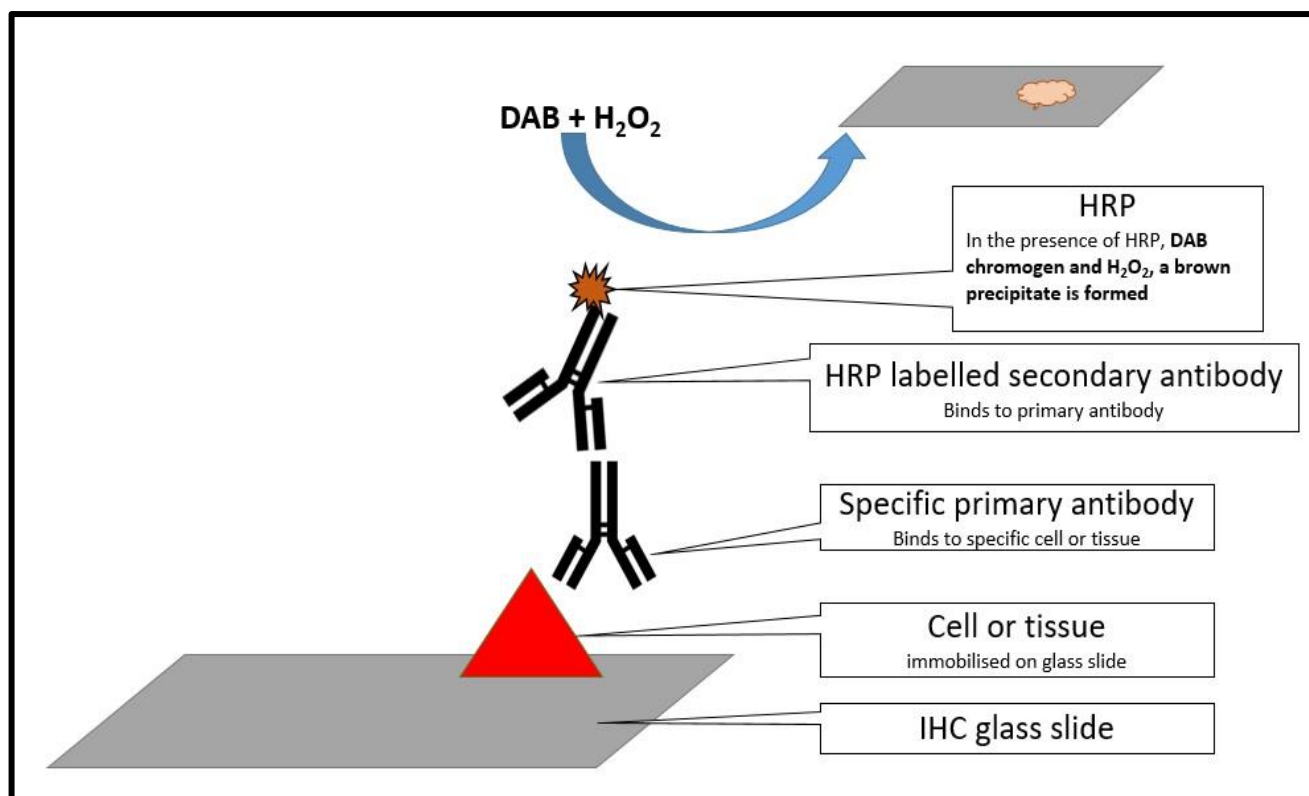 DAB + H₂O₂
HRP
In the presence of HRP, DAB
chromogen and H₂O₂, a brown
precipitate is formed
HRP labelled secondary antibody
Binds to primary antibody
Specific primary antibody
Binds to specific cell or tissue
Cell or tissue
immobilised on glass slide
IHC glass slide